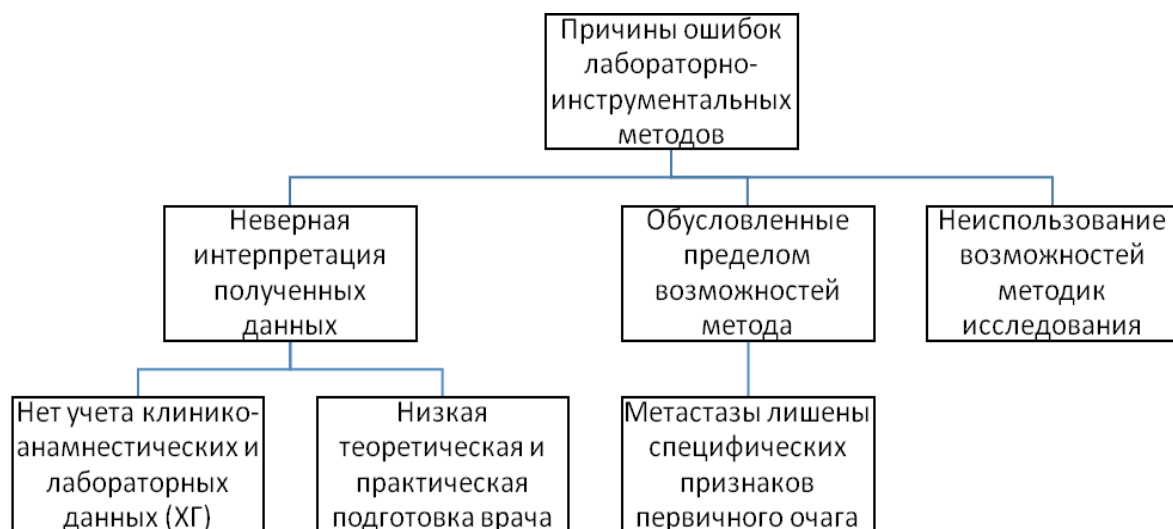 Причины ошибок
лабораторно-
инструментальных
методов
Неверная
интерпретация
полученных
данных
Обусловленные
пределом
возможностей
метода
Неиспользование
возможностей
методик
исследования
Нет учета клинико-
анамнестических и
лабораторных
данных (ХГ)
Низкая
теоретическая и
практическая
подготовка врача
Метастазы лишены
специфических
признаков
первичного очага